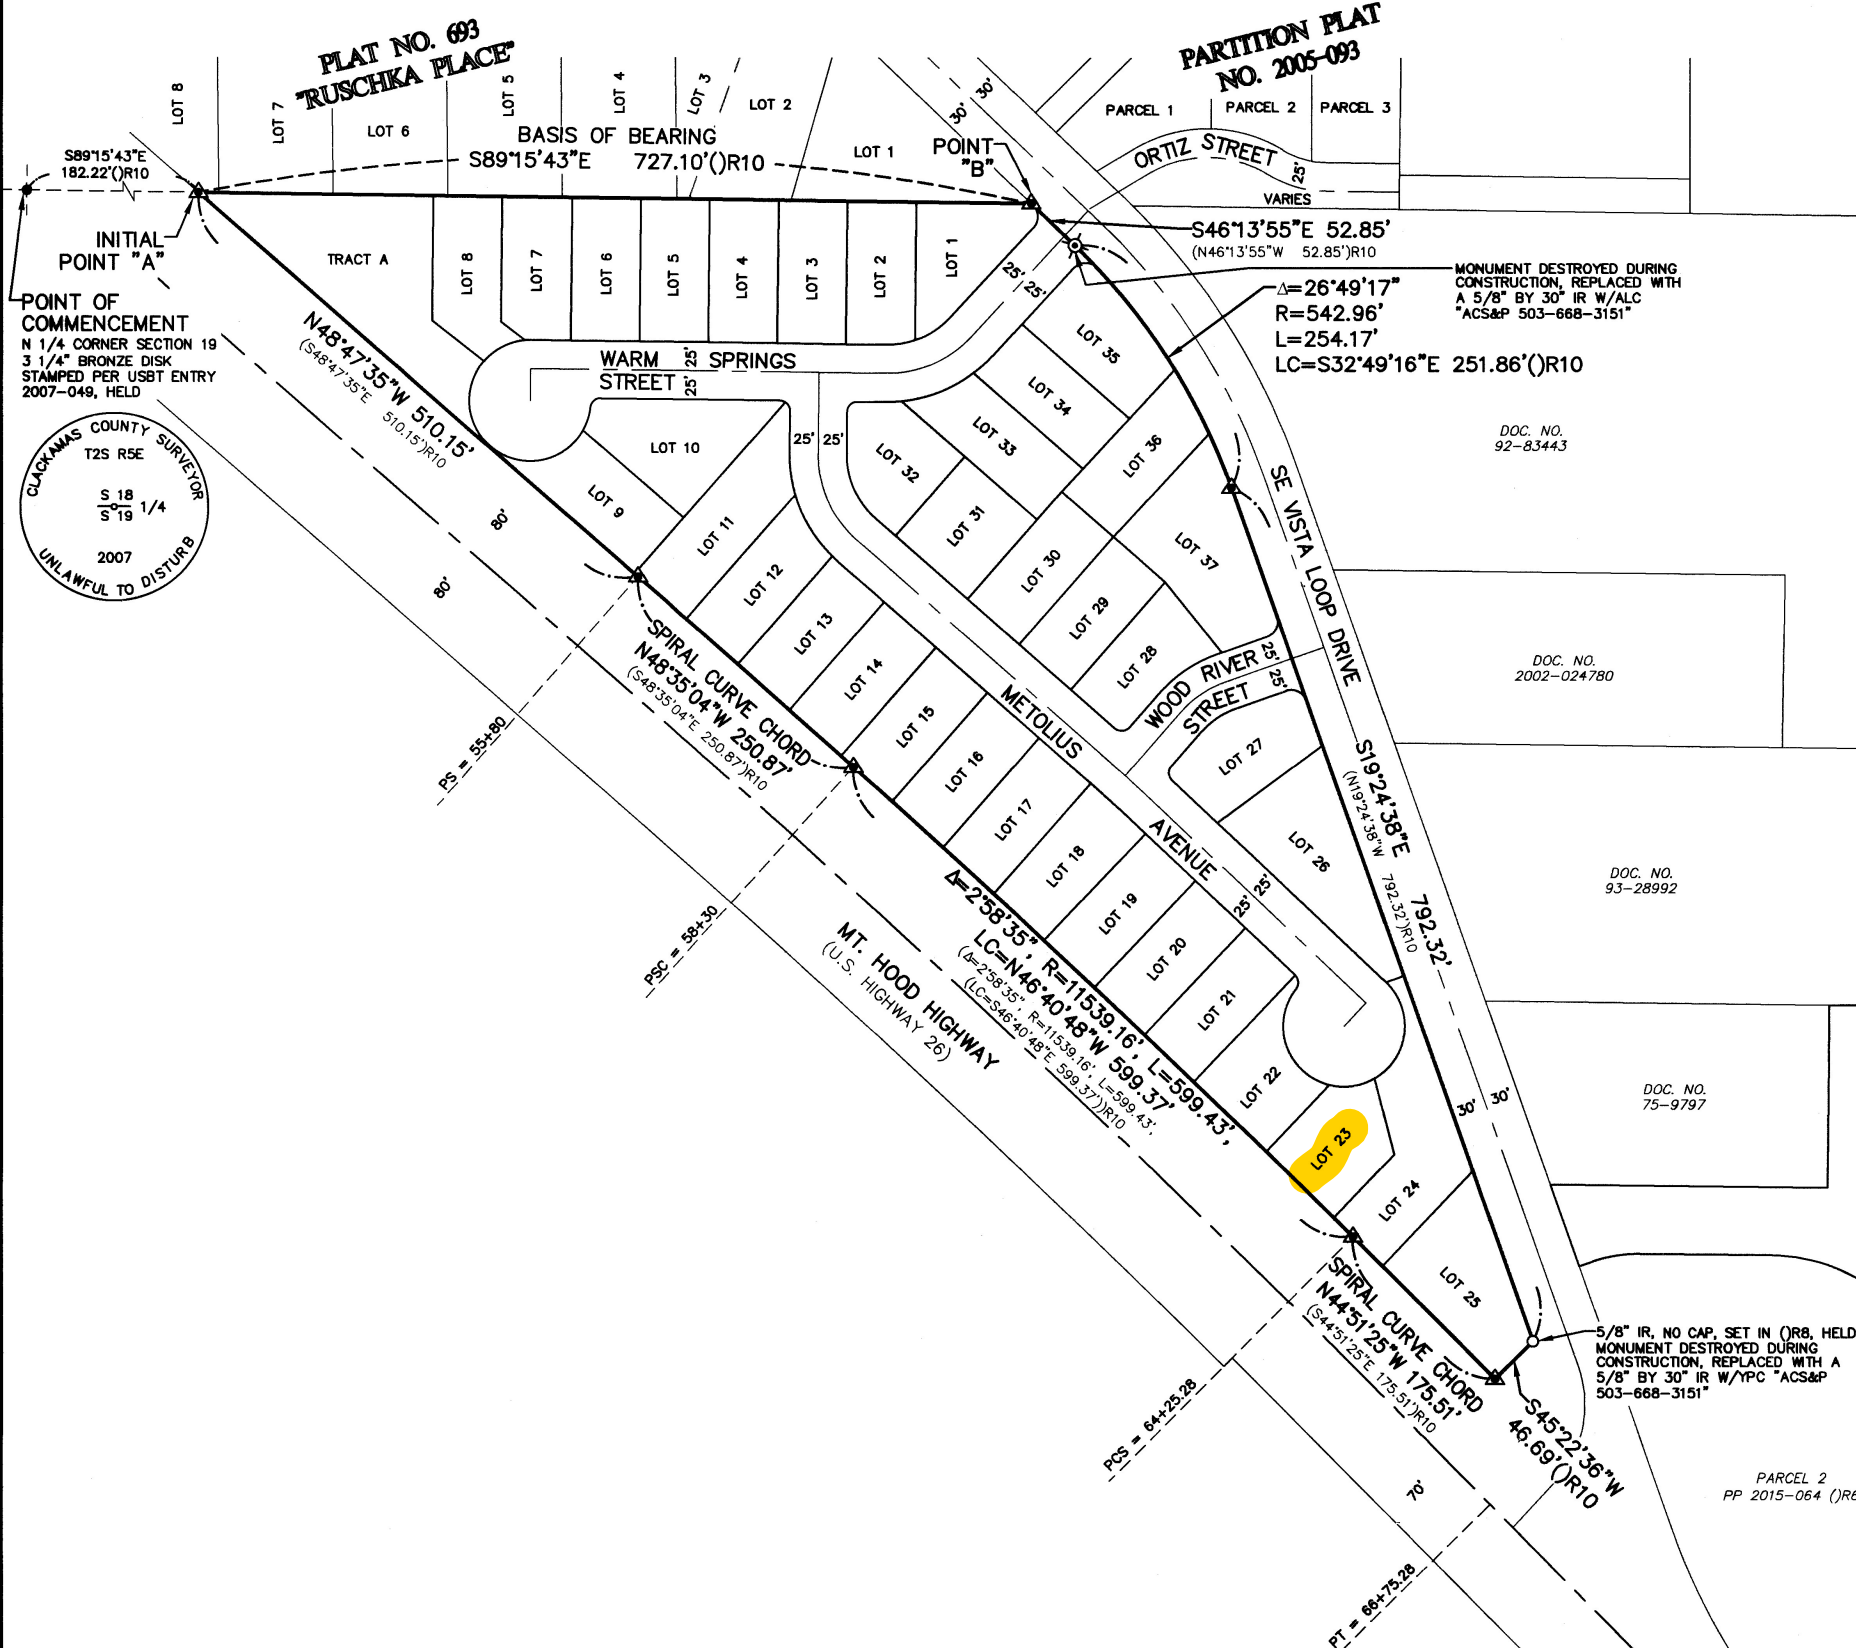 PLAT NO. 693
"RUSCHKA PLACE"
PARTITION PLAT
NO. 2005-093
LOT 8
LOT 7
LOT 6
LOT 5
LOT 4
LOT 3
LOT 2
LOT 1
30'
30'
PARCEL 1
PARCEL 2
PARCEL 3
ORTIZ STREET
25'
VARIES
BASIS OF BEARING
S89°15'43"E 727.10'()R10
POINT
"B"
S89°15'43"E
182.22'()R10
INITIAL
POINT "A"
POINT OF
COMMENCEMENT
N 1/4 CORNER SECTION 19
3 1/4" BRONZE DISK
STAMPED PER USBT ENTRY
2007-049, HELD
CLACKAMAS COUNTY SURVEYOR
T2S R5E
S 18
S 19
1/4
2007
UNLAWFUL TO DISTURB
TRACT A
LOT 8
LOT 7
LOT 6
LOT 5
LOT 4
LOT 3
LOT 2
LOT 1
25'
25'
S46°13'55"E 52.85'
(N46°13'55"W 52.85')R10
MONUMENT DESTROYED DURING
CONSTRUCTION, REPLACED WITH
A 5/8" BY 30" IR W/ALC
"ACS&P 503-668-3151"
Δ=26°49'17"
R=542.96'
L=254.17'
LC=S32°49'16"E 251.86'()R10
N48°47'35"W 510.15'
(S48°47'35"E 510.15')R10
WARM SPRINGS
STREET
25'
25'
25'
25'
LOT 35
LOT 34
LOT 33
LOT 36
LOT 32
LOT 31
LOT 30
LOT 37
LOT 29
LOT 28
LOT 10
LOT 9
LOT 11
LOT 12
LOT 13
LOT 14
LOT 15
LOT 16
LOT 17
LOT 18
LOT 19
LOT 20
LOT 21
LOT 22
LOT 23
LOT 24
LOT 25
LOT 26
LOT 27
80'
80'
SE VISTA LOOP DRIVE
WOOD RIVER
STREET
25'
25'
METOLIUS
AVENUE
25'
25'
DOC. NO.
92-83443
DOC. NO.
2002-024780
DOC. NO.
93-28992
DOC. NO.
75-9797
S19°24'38"E 792.32'
(N19°24'38"W 792.32')R10
30'
30'
SPIRAL CURVE CHORD
N48°35'04"W 250.87'
(S48°35'04"E 250.87')R10
PS = 55+80
PSC = 58+30
Δ=2°58'35", R=11539.16', L=599.43',
LC=N46°40'48"W 599.37'
(Δ=2°58'35", R=11539.16', L=599.43',
(LC=S46°40'48"E 599.37'))R10
MT. HOOD HIGHWAY
(U.S. HIGHWAY 26)
SPIRAL CURVE CHORD
N44°51'25"W 175.51'
(S44°51'25"E 175.51')R10
PCS = 64+25.28
PT = 66+75.28
70'
5/8" IR, NO CAP, SET IN ()R8, HELD
MONUMENT DESTROYED DURING
CONSTRUCTION, REPLACED WITH A
5/8" BY 30" IR W/YPC "ACS&P
503-668-3151"
S45°22'36"W
46.69'()R10
PARCEL 2
PP 2015-064 ()R6